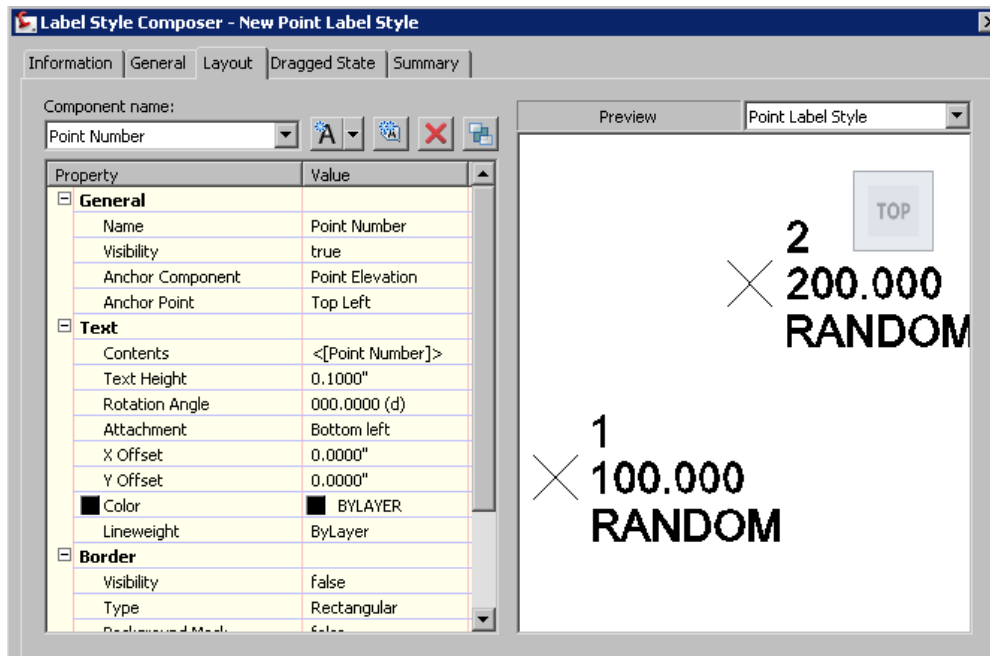 Label Style Composer - New Point Label Style
Information General Layout Dragged State Summary
Component name:
Point Number
Preview Point Label Style
Property Value
General
Name Point Number
Visibility true
Anchor Component Point Elevation
Anchor Point Top Left
Text
Contents <[Point Number]>
Text Height 0.1000"
Rotation Angle 000.0000 (d)
Attachment Bottom left
X Offset 0.0000"
Y Offset 0.0000"
Color BYLAYER
Lineweight ByLayer
Border
Visibility false
Type Rectangular
Background Mask false
TOP
2
200.000
RANDOM
1
100.000
RANDOM